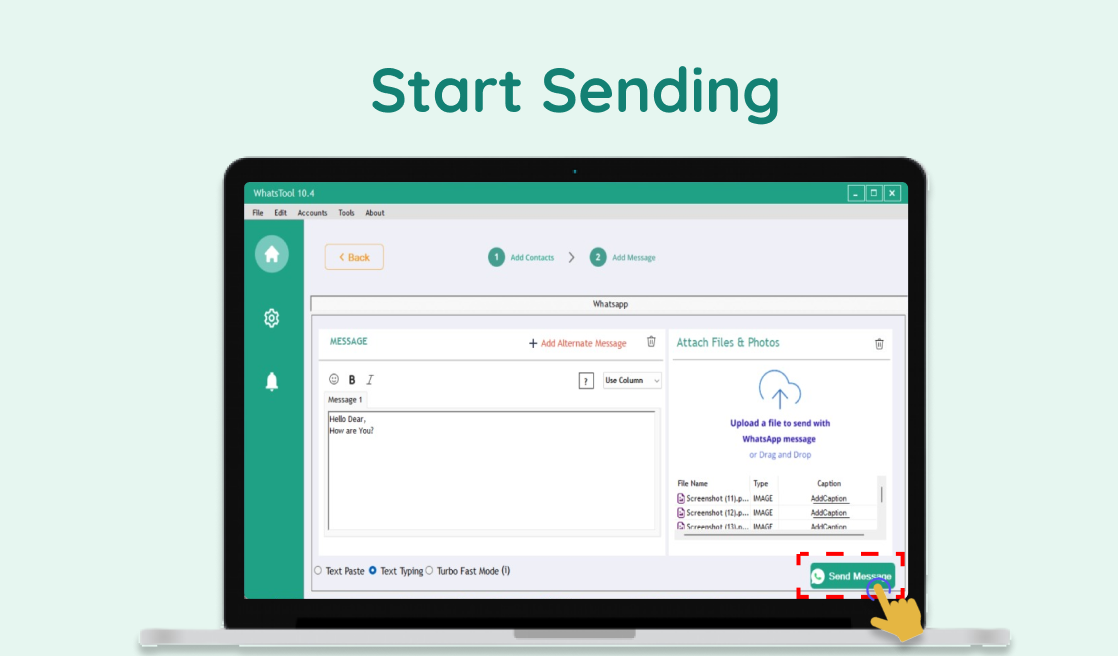 Start Sending
WhatsTool 10.4
File Edit Accounts Tools About
Back
1 Add Contacts 2 Add Message
Whatsapp
MESSAGE
+ Add Alternate Message
Attach Files & Photos
B I
? Use Column
Message 1
Hello Dear,
How are You?
Upload a file to send with
WhatsApp message
or Drag and Drop
File Name Type Caption
Screenshot (11).p... IMAGE AddCaption
Screenshot (12).p... IMAGE AddCaption
Screenshot (13).p... IMAGE AddCaption
Text Paste Text Typing Turbo Fast Mode (i)
Send Message